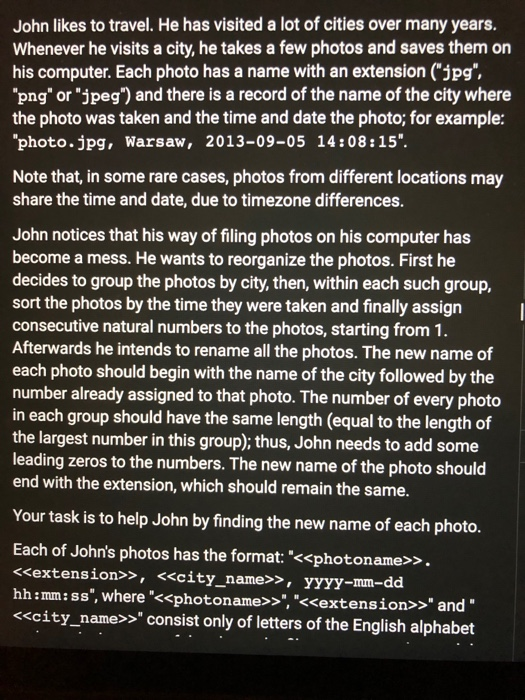 John likes to travel. He has visited a lot of cities over many years.
Whenever he visits a city, he takes a few photos and saves them on
his computer. Each photo has a name with an extension ("jpg",
"png" or "jpeg") and there is a record of the name of the city where
the photo was taken and the time and date the photo; for example:
"photo.jpg, Warsaw, 2013-09-05 14:08:15".
Note that, in some rare cases, photos from different locations may
share the time and date, due to timezone differences.
John notices that his way of filing photos on his computer has
become a mess. He wants to reorganize the photos. First he
decides to group the photos by city, then, within each such group,
sort the photos by the time they were taken and finally assign
consecutive natural numbers to the photos, starting from 1.
Afterwards he intends to rename all the photos. The new name of
each photo should begin with the name of the city followed by the
number already assigned to that photo. The number of every photo
in each group should have the same length (equal to the length of
the largest number in this group); thus, John needs to add some
leading zeros to the numbers. The new name of the photo should
end with the extension, which should remain the same.
Your task is to help John by finding the new name of each photo.
Each of John's photos has the format: "<<photoname>>.
<<extension>>, <<city_name>>, yyyy-mm-dd
hh:mm:ss", where "<<photoname>>", "<<extension>>" and "
<<city_name>>" consist only of letters of the English alphabet